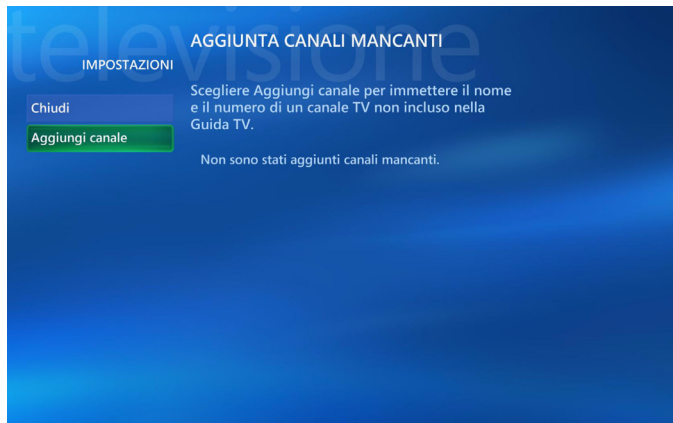 televisione
AGGIUNTA CANALI MANCANTI
IMPOSTAZIONI
Scegliere Aggiungi canale per immettere il nome
e il numero di un canale TV non incluso nella
Guida TV.
Chiudi
Aggiungi canale
Non sono stati aggiunti canali mancanti.